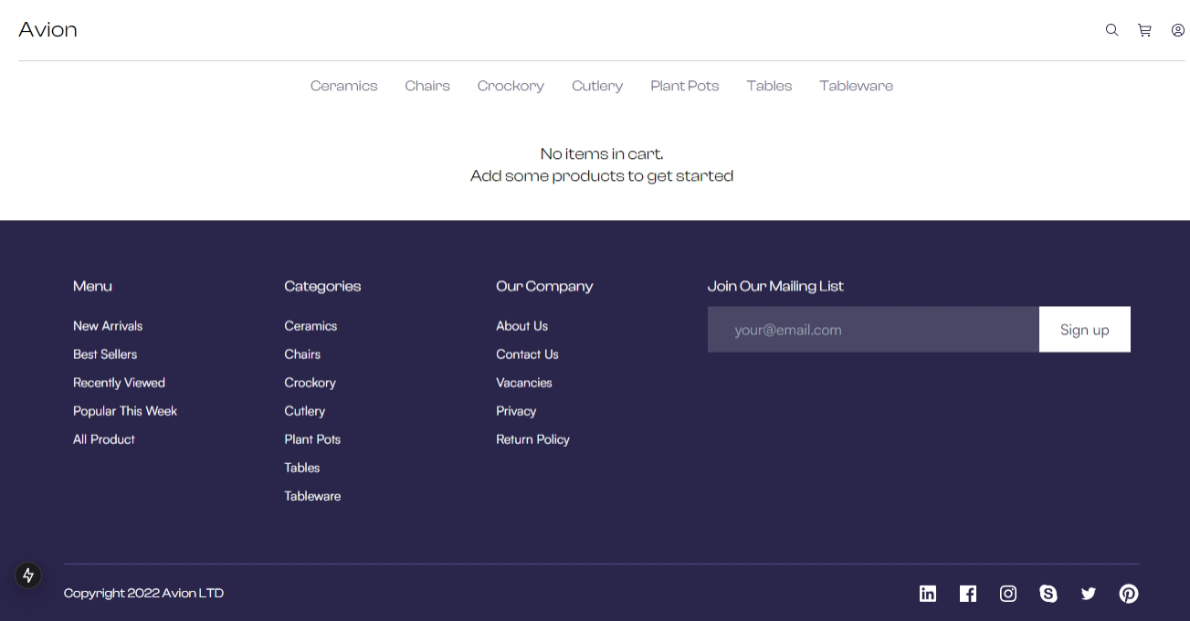 Avion
Ceramics Chairs Crockory Cutlery Plant Pots Tables Tableware
No items in cart.
Add some products to get started
Menu
New Arrivals
Best Sellers
Recently Viewed
Popular This Week
All Product
Categories
Ceramics
Chairs
Crockory
Cutlery
Plant Pots
Tables
Tableware
Our Company
About Us
Contact Us
Vacancies
Privacy
Return Policy
Join Our Mailing List
your@email.com Sign up
Copyright 2022 Avion LTD